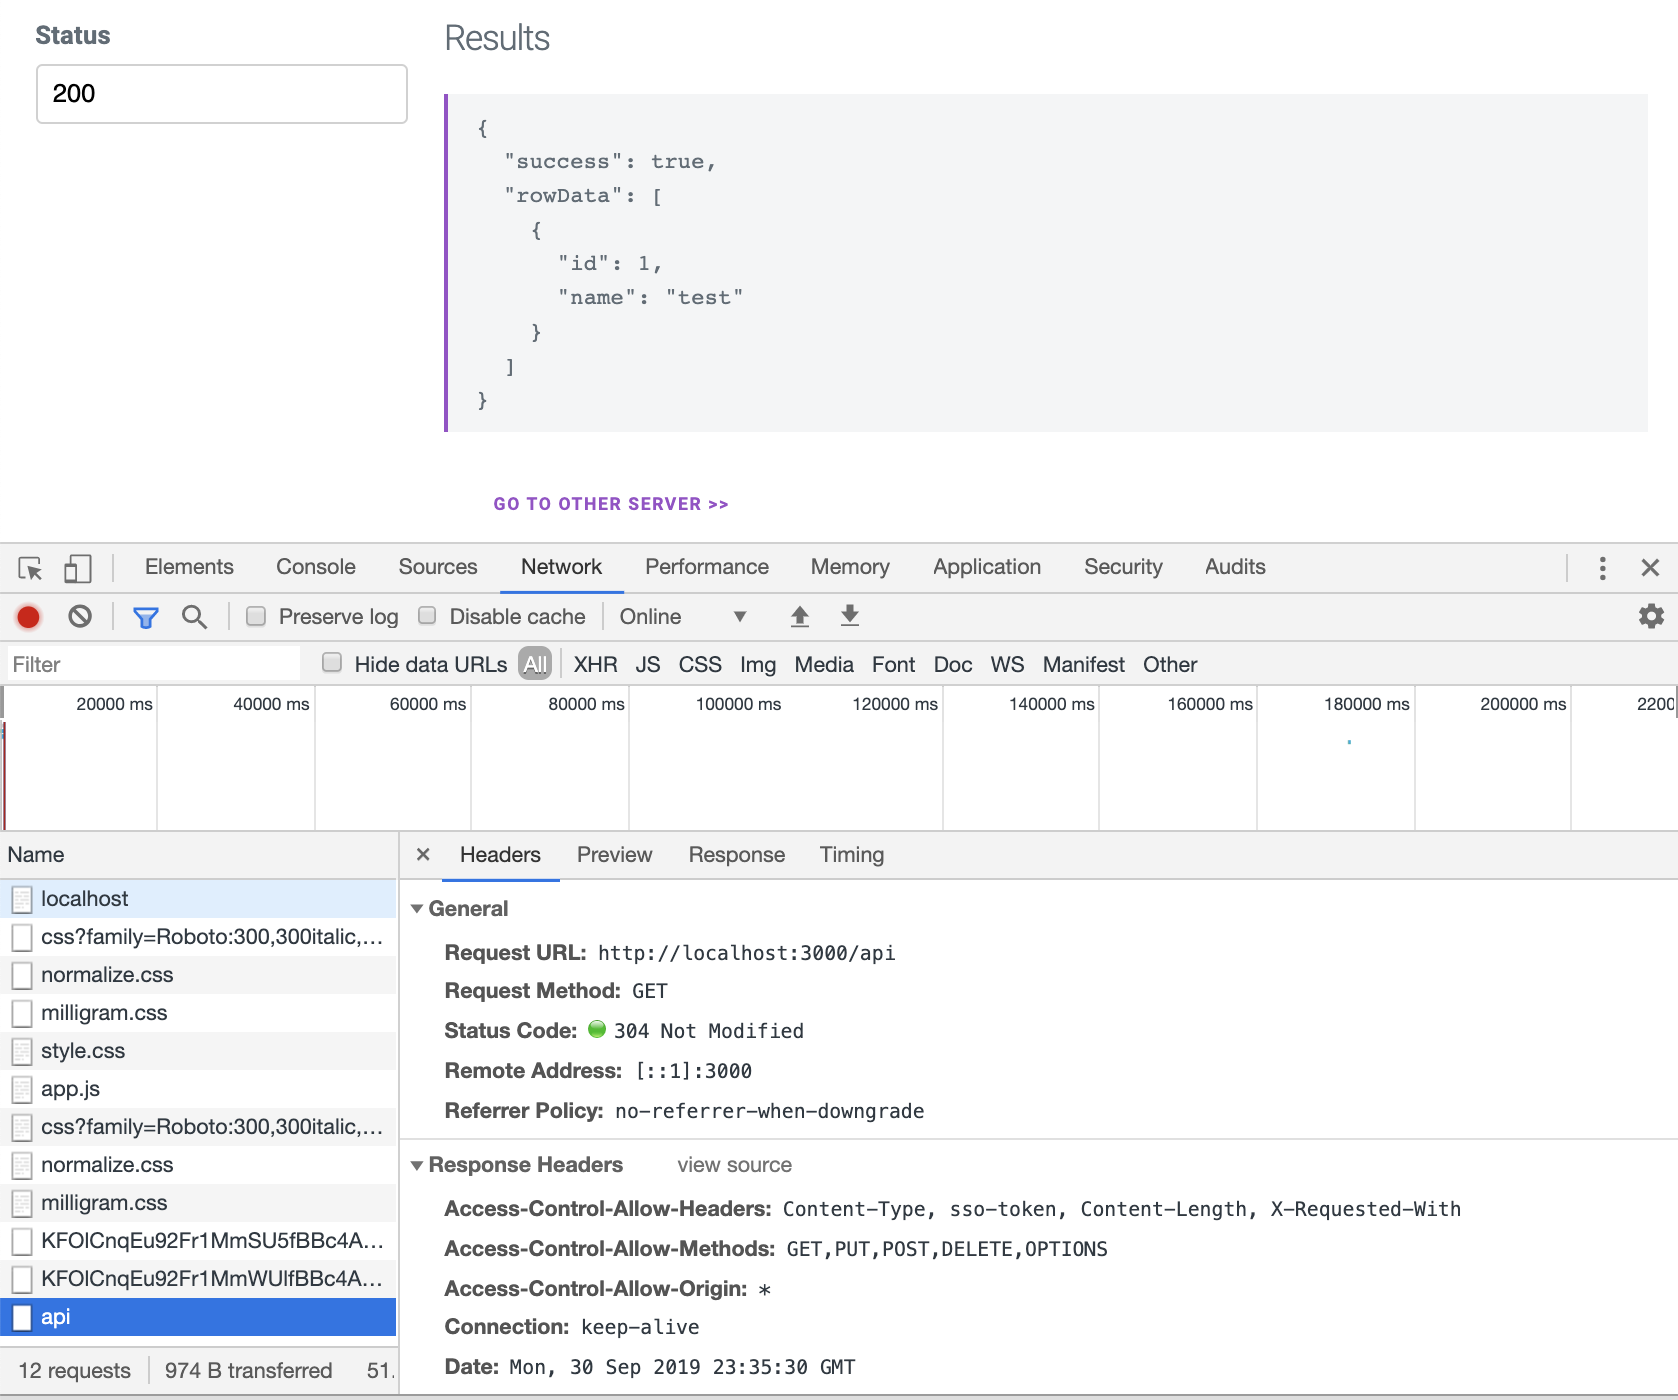 Status
200
Results
{
"success": true,
"rowData": [
{
"id": 1,
"name": "test"
}
]
}
GO TO OTHER SERVER >>
Elements Console Sources Network Performance Memory Application Security Audits
Preserve log Disable cache Online
Filter Hide data URLs All XHR JS CSS Img Media Font Doc WS Manifest Other
20000 ms 40000 ms 60000 ms 80000 ms 100000 ms 120000 ms 140000 ms 160000 ms 180000 ms 200000 ms 2200
Name
localhost
css?family=Roboto:300,300italic,...
normalize.css
milligram.css
style.css
app.js
css?family=Roboto:300,300italic,...
normalize.css
milligram.css
KFOlCnqEu92Fr1MmSU5fBBc4A...
KFOlCnqEu92Fr1MmWUlfBBc4A...
api
12 requests 974 B transferred 51.
× Headers Preview Response Timing
General
Request URL: http://localhost:3000/api
Request Method: GET
Status Code: 304 Not Modified
Remote Address: [::1]:3000
Referrer Policy: no-referrer-when-downgrade
Response Headers view source
Access-Control-Allow-Headers: Content-Type, sso-token, Content-Length, X-Requested-With
Access-Control-Allow-Methods: GET,PUT,POST,DELETE,OPTIONS
Access-Control-Allow-Origin: *
Connection: keep-alive
Date: Mon, 30 Sep 2019 23:35:30 GMT